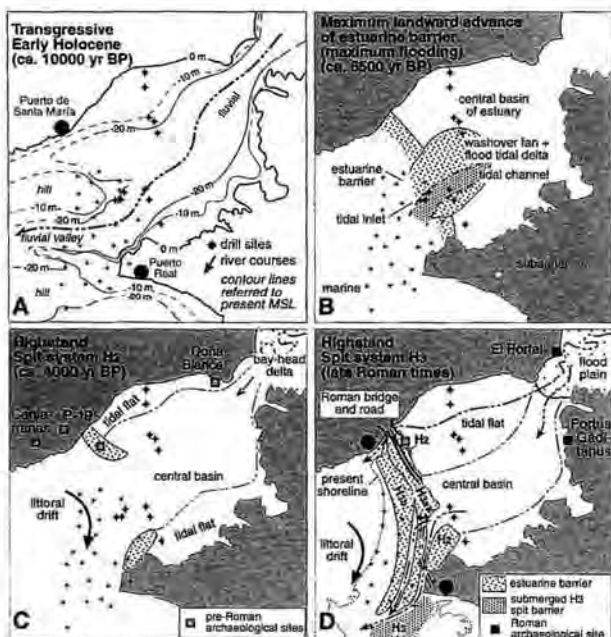 A
Transgressive
Early Holocene
(ca. 10000 yr BP)
0 m
-10 m
-20 m
Puerto de
Santa María
fluvial
-20 m
-10 m
hill
-10 m
-20 m
fluvial valley
0 m
-20 m
hill
Puerto
Real
-10 m
-20 m
drill sites
river courses
contour lines
referred to
present MSL
B
Maximum landward advance
of estuarine barrier
(maximum flooding)
(ca. 6500 yr BP)
central basin
of estuary
washover fan +
flood tidal delta
tidal channel
estuarine
barrier
tidal inlet
marine
C
Highstand
Spit system H2
(ca. 4000 yr BP)
Doña
Blanca
bay-head
delta
P-19
tidal flat
central basin
littoral
drift
tidal flat
pre-Roman
archaeological sites
D
Highstand
Spit system H3
(late Roman times)
El Portal
flood
plain
Roman bridge
and road
H2
tidal flat
Portus
Gaditanus
present
shoreline
central basin
H3
H3
H2
littoral
drift
H3
estuarine barrier
submerged H3
spit barrier
Roman
archaeological site